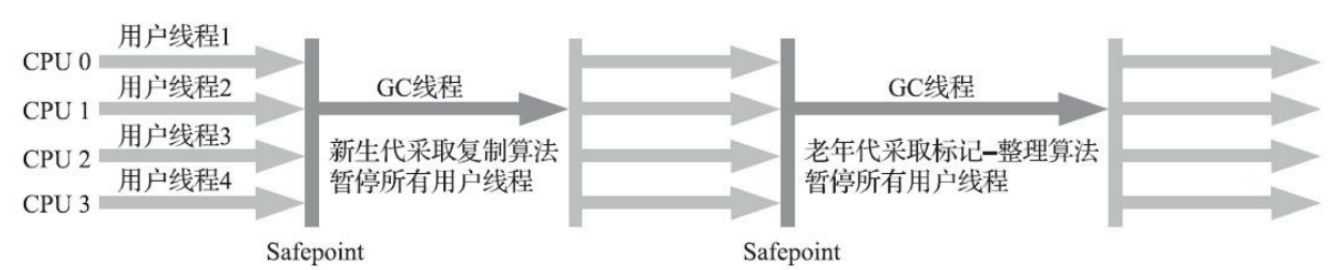 用户线程1
CPU 0
用户线程2
CPU 1
用户线程3
CPU 2
用户线程4
CPU 3
Safepoint
GC线程
新生代采取复制算法
暂停所有用户线程
Safepoint
GC线程
老年代采取标记–整理算法
暂停所有用户线程